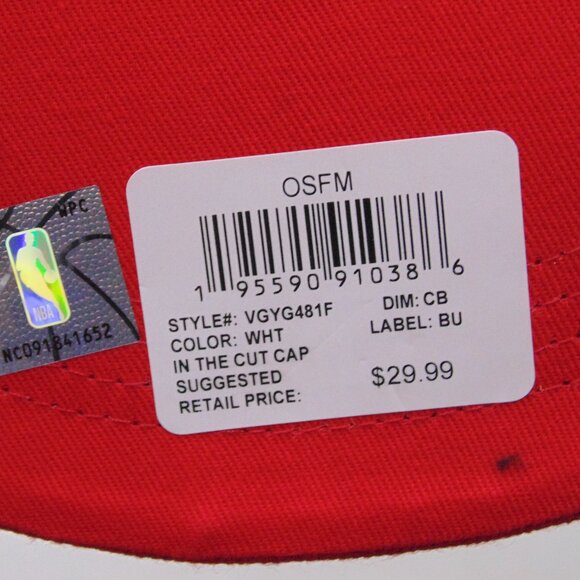 OSFM
1 95590 91038 6
STYLE#: VGYG481F DIM: CB
COLOR: WHT LABEL: BU
IN THE CUT CAP
SUGGESTED
RETAIL PRICE: $29.99
WPC
NBA
NC091841652